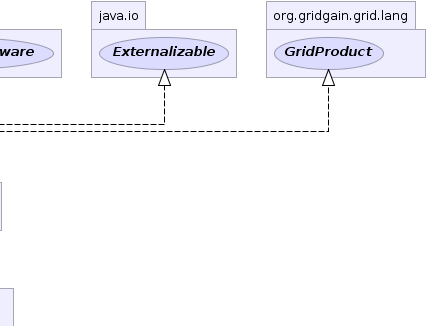 java.io
org.gridgain.grid.lang
ware
Externalizable
GridProduct